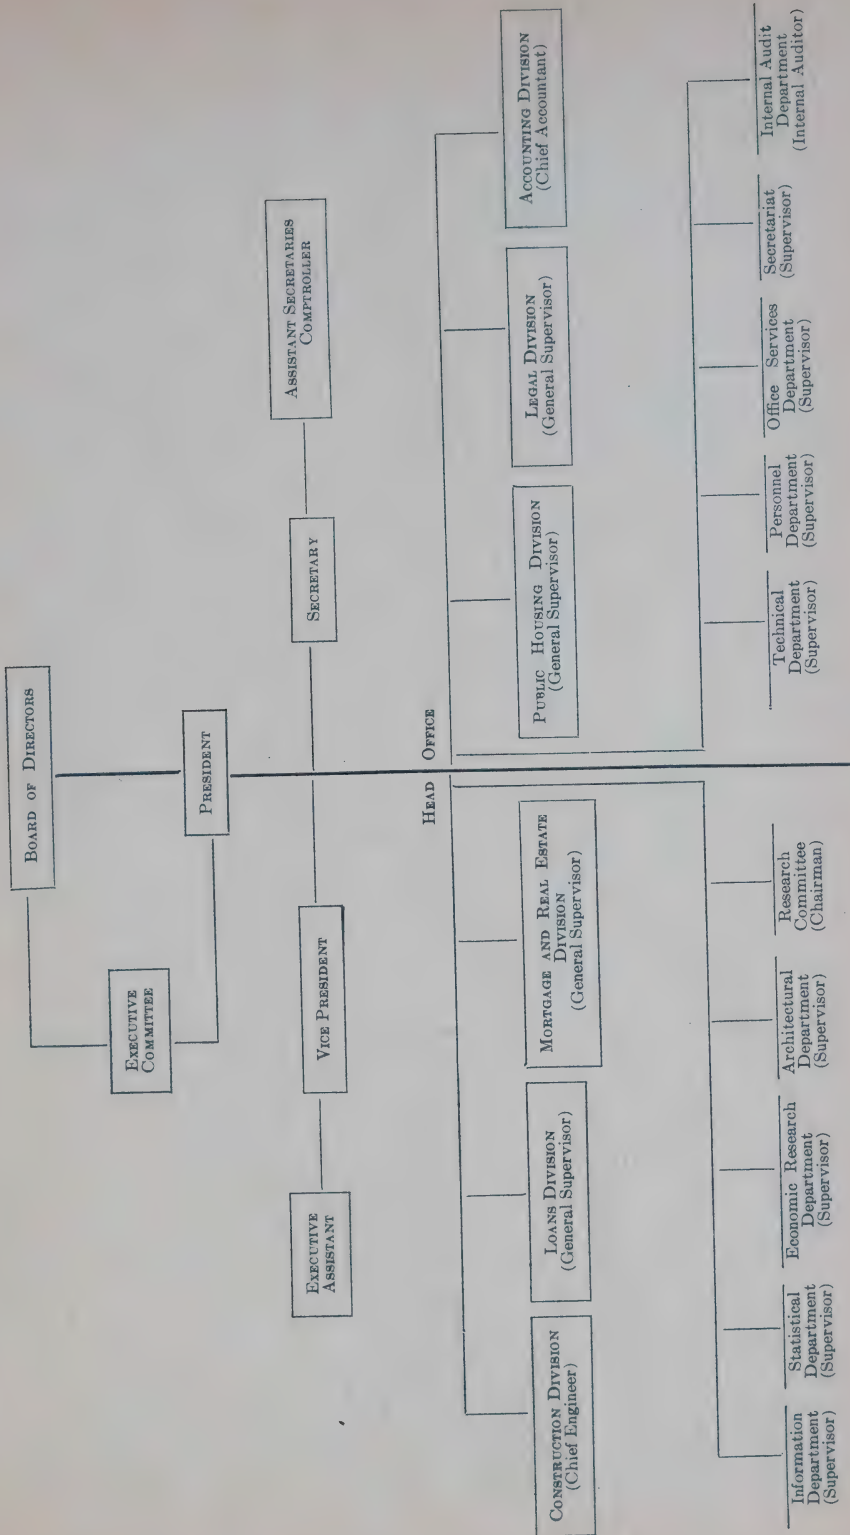 BOARD OF DIRECTORS
EXECUTIVE
COMMITTEE
PRESIDENT
EXECUTIVE
ASSISTANT
VICE PRESIDENT
SECRETARY
ASSISTANT SECRETARIES
COMPTROLLER
HEAD OFFICE
CONSTRUCTION DIVISION
(Chief Engineer)
LOANS DIVISION
(General Supervisor)
MORTGAGE AND REAL ESTATE
DIVISION
(General Supervisor)
PUBLIC HOUSING DIVISION
(General Supervisor)
LEGAL DIVISION
(General Supervisor)
ACCOUNTING DIVISION
(Chief Accountant)
Information
Department
(Supervisor)
Statistical
Department
(Supervisor)
Economic Research
Department
(Supervisor)
Architectural
Department
(Supervisor)
Research
Committee
(Chairman)
Technical
Department
(Supervisor)
Personnel
Department
(Supervisor)
Office Services
Department
(Supervisor)
Secretariat
(Supervisor)
Internal Audit
Department
(Internal Auditor)